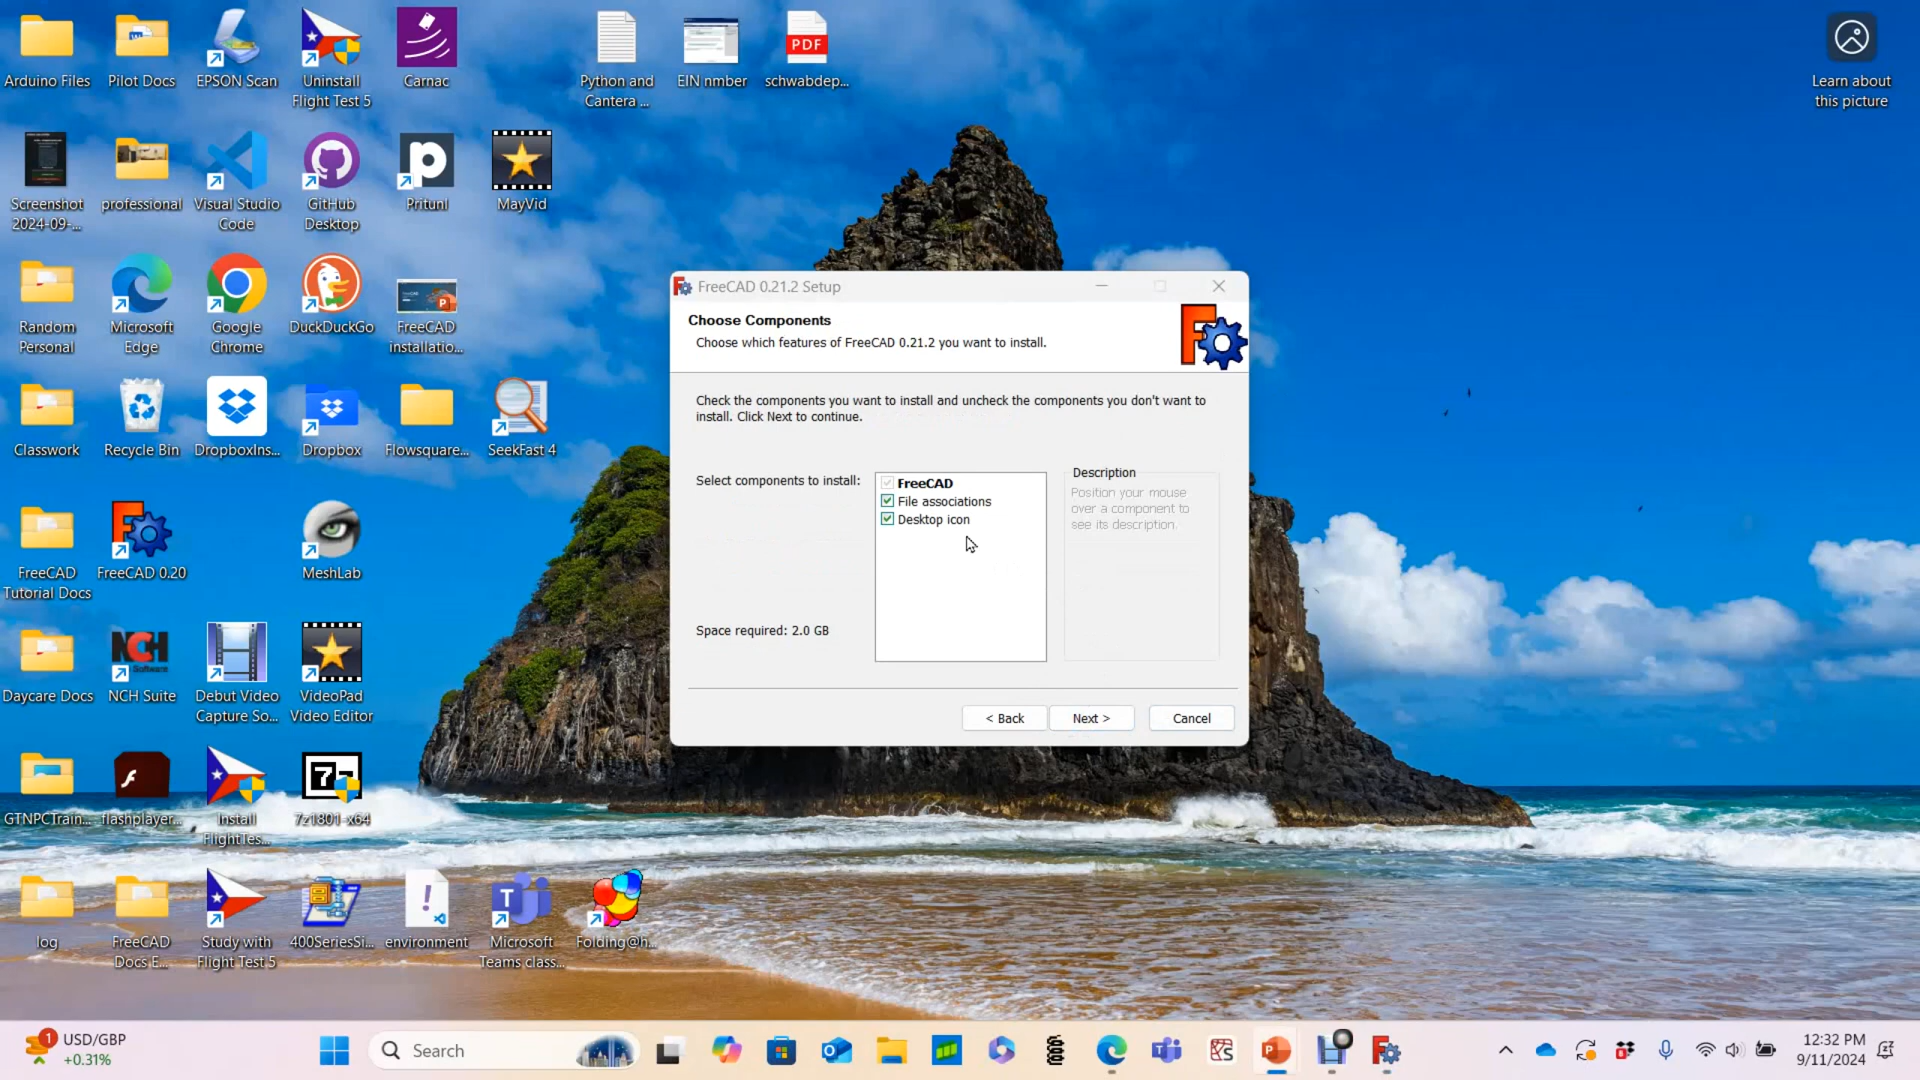 Arduino Files
Pilot Docs
EPSON Scan
Uninstall
Flight Test 5
Carnac
Python and
Cantera ...
EIN nmber
PDF
schwabdep...
Learn about
this picture
Screenshot
2024-09-...
professional
Visual Studio
Code
GitHub
Desktop
p
Pritunl
MayVid
Random
Personal
Microsoft
Edge
Google
Chrome
DuckDuckGo
FreeCAD
installatio...
Classwork
Recycle Bin
DropboxIns...
Dropbox
Flowsquare...
SeekFast 4
FreeCAD
Tutorial Docs
FreeCAD 0.20
MeshLab
Daycare Docs
NCH
Software
NCH Suite
Debut Video
Capture So...
VideoPad
Video Editor
GTNPCTrain...
flashplayer...
Install
FlightTes...
7z
7z1801-x64
log
FreeCAD
Docs E...
Study with
Flight Test 5
400SeriesSi...
environment
Microsoft
Teams class...
Folding@h...
FreeCAD 0.21.2 Setup
Choose Components
Choose which features of FreeCAD 0.21.2 you want to install.
Check the components you want to install and uncheck the components you don't want to
install. Click Next to continue.
Select components to install:
FreeCAD
File associations
Desktop icon
Description
Position your mouse
over a component to
see its description.
Space required: 2.0 GB
< Back
Next >
Cancel
1
USD/GBP
+0.31%
Search
12:32 PM
9/11/2024